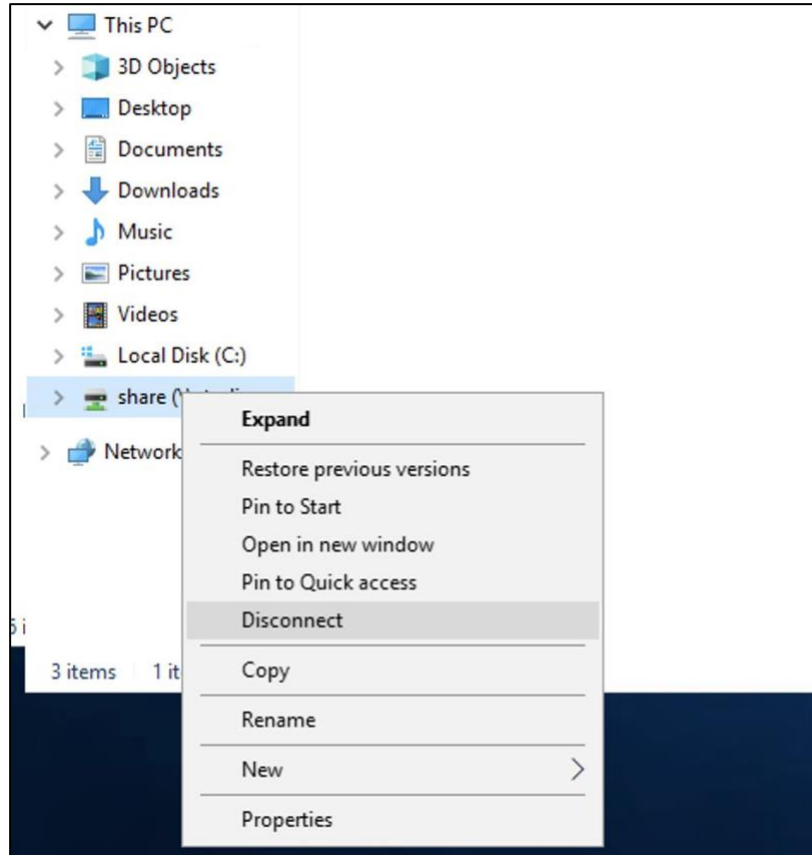 This PC
3D Objects
Desktop
Documents
Downloads
Music
Pictures
Videos
Local Disk (C:)
share
Network
Expand
Restore previous versions
Pin to Start
Open in new window
Pin to Quick access
Disconnect
Copy
Rename
New
Properties
3 items 1